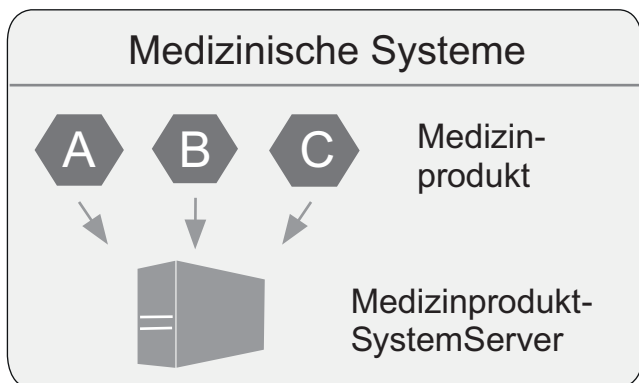 Medizinische Systeme
A B C
Medizin-
produkt
Medizinprodukt-
SystemServer